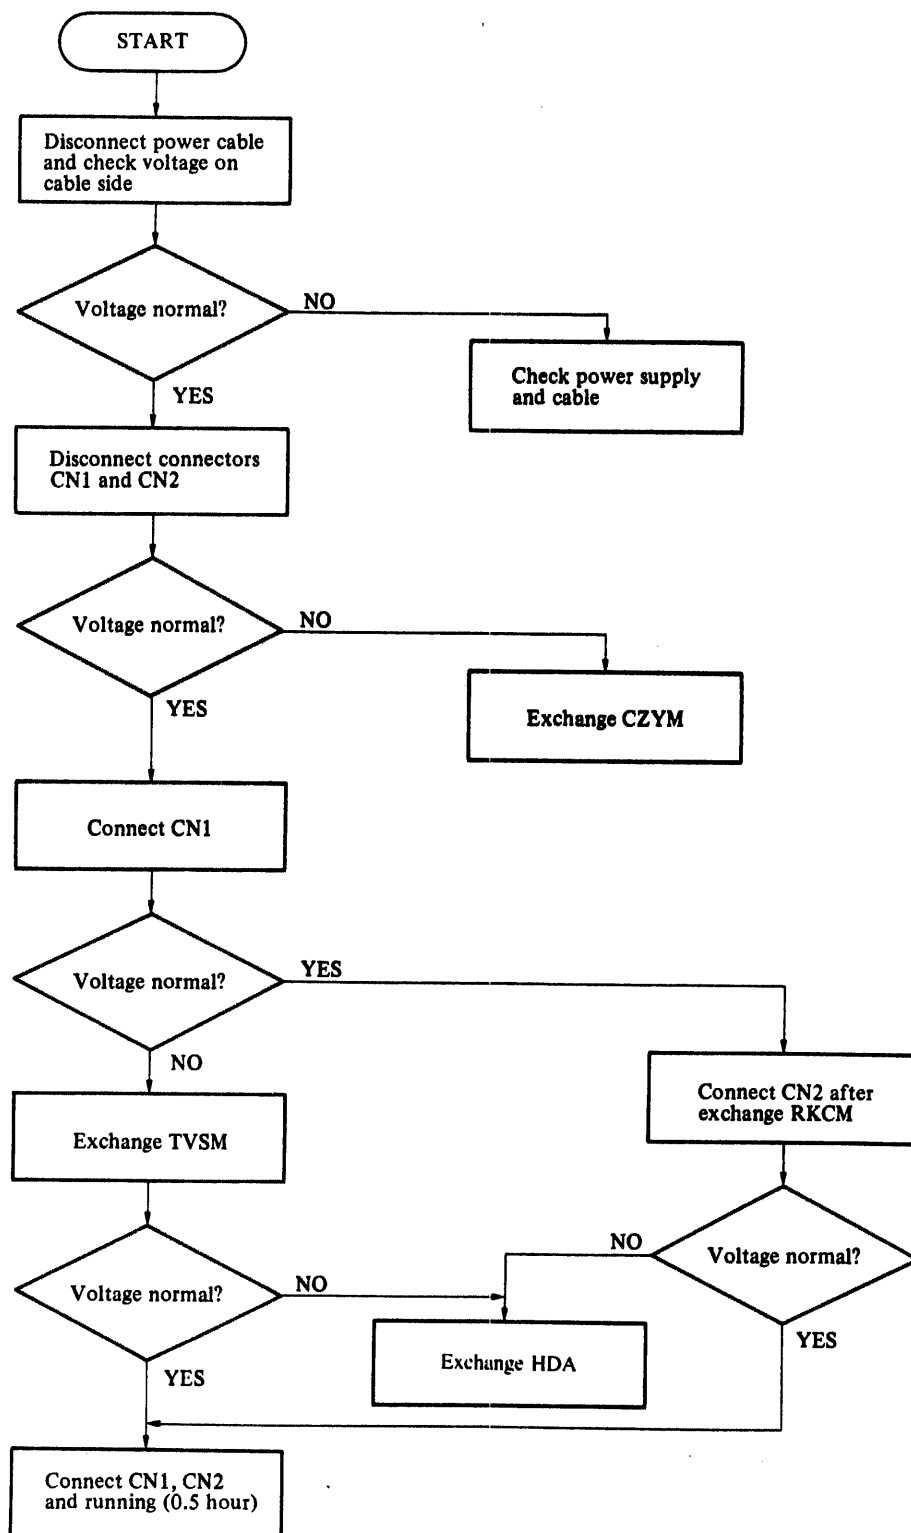 START
Disconnect power cable
and check voltage on
cable side
Voltage normal?
NO
YES
Check power supply
and cable
Disconnect connectors
CN1 and CN2
Voltage normal?
NO
YES
Exchange CZYM
Connect CN1
Voltage normal?
YES
NO
Connect CN2 after
exchange RKCM
Exchange TVSM
Voltage normal?
NO
NO
Voltage normal?
YES
Exchange HDA
YES
Connect CN1, CN2
and running (0.5 hour)